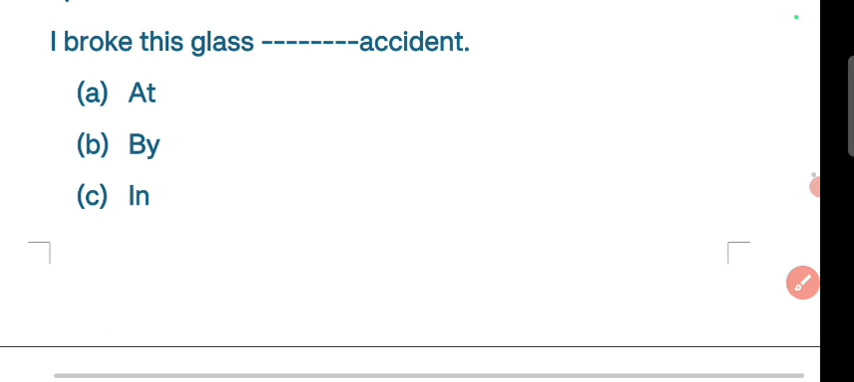 I broke this glass --------accident.
(a) At
(b) By
(c) In